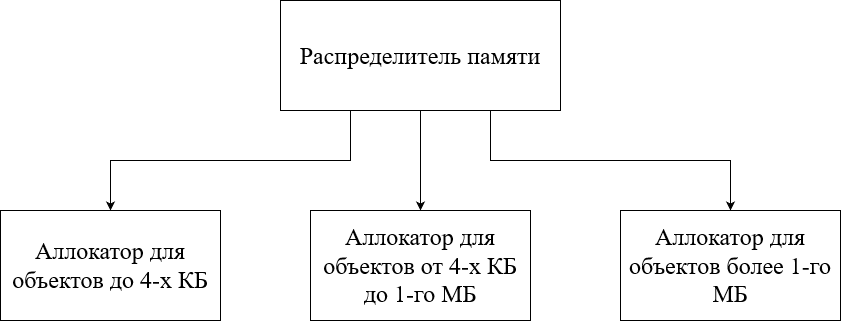 Распределитель памяти
Аллокатор для
объектов до 4-х КБ
Аллокатор для
объектов от 4-х КБ
до 1-го МБ
Аллокатор для
объектов более 1-го
МБ